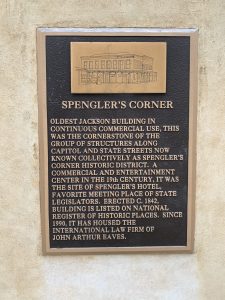 SPENGLER'S CORNER
OLDEST JACKSON BUILDING IN
CONTINUOUS COMMERCIAL USE, THIS
WAS THE CORNERSTONE OF THE
GROUP OF STRUCTURES ALONG
CAPITOL AND STATE STREETS NOW
KNOWN COLLECTIVELY AS SPENGLER'S
CORNER HISTORIC DISTRICT. A
COMMERCIAL AND ENTERTAINMENT
CENTER IN THE 19th CENTURY, IT WAS
THE SITE OF SPENGLER'S HOTEL,
FAVORITE MEETING PLACE OF STATE
LEGISLATORS. ERECTED C. 1842,
BUILDING IS LISTED ON NATIONAL
REGISTER OF HISTORIC PLACES. SINCE
1990, IT HAS HOUSED THE
INTERNATIONAL LAW FIRM OF
JOHN ARTHUR EAVES.